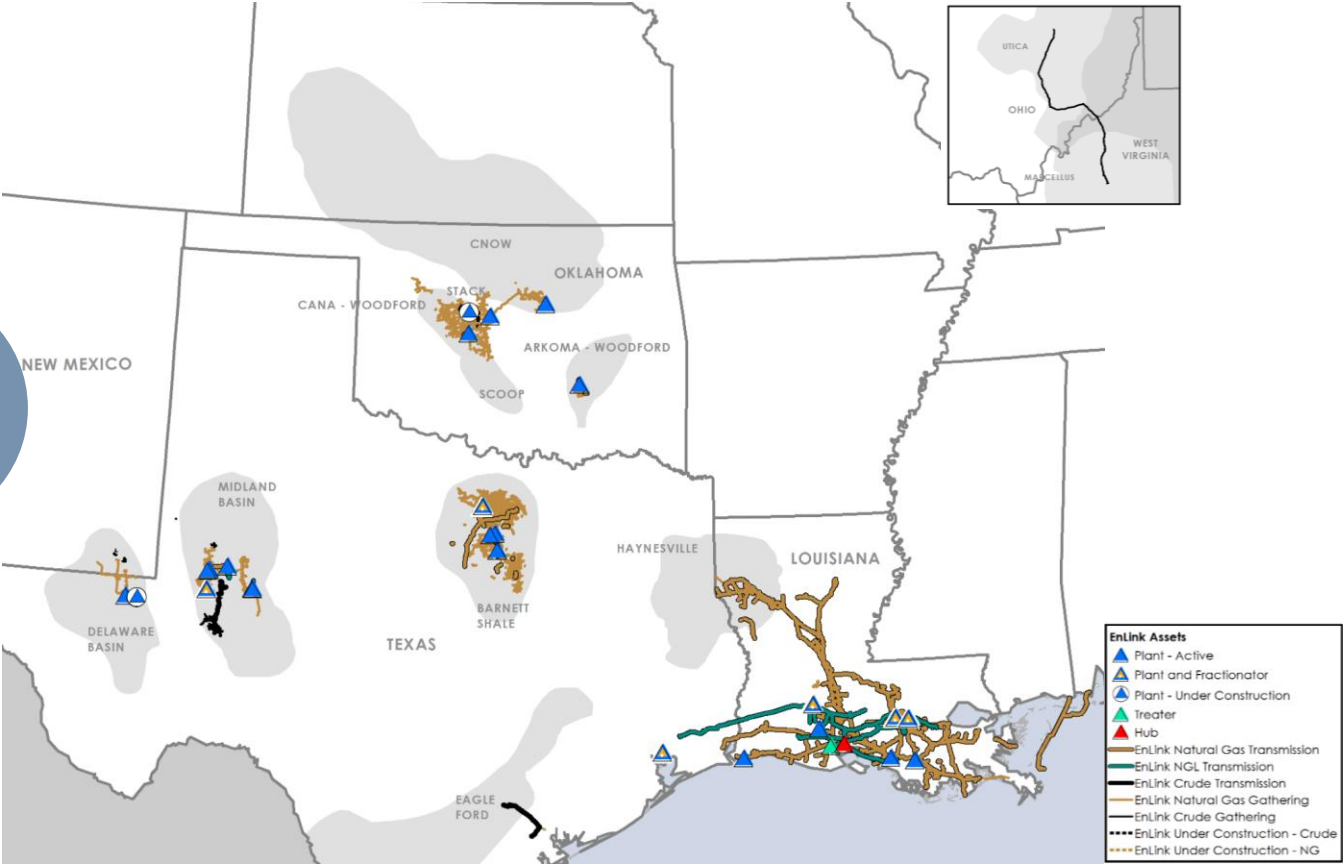 UTICA
OHIO
WEST
VIRGINIA
MARCELLUS
CNOW
OKLAHOMA
STACK
CANA - WOODFORD
ARKOMA - WOODFORD
NEW MEXICO
SCOOP
MIDLAND
BASIN
HAYNESVILLE
LOUISIANA
BARNETT
SHALE
DELAWARE
BASIN
TEXAS
EAGLE
FORD
EnLink Assets
Plant - Active
Plant and Fractionator
Plant - Under Construction
Treater
Hub
EnLink Natural Gas Transmission
EnLink NGL Transmission
EnLink Crude Transmission
EnLink Natural Gas Gathering
EnLink Crude Gathering
EnLink Under Construction - Crude
EnLink Under Construction - NG